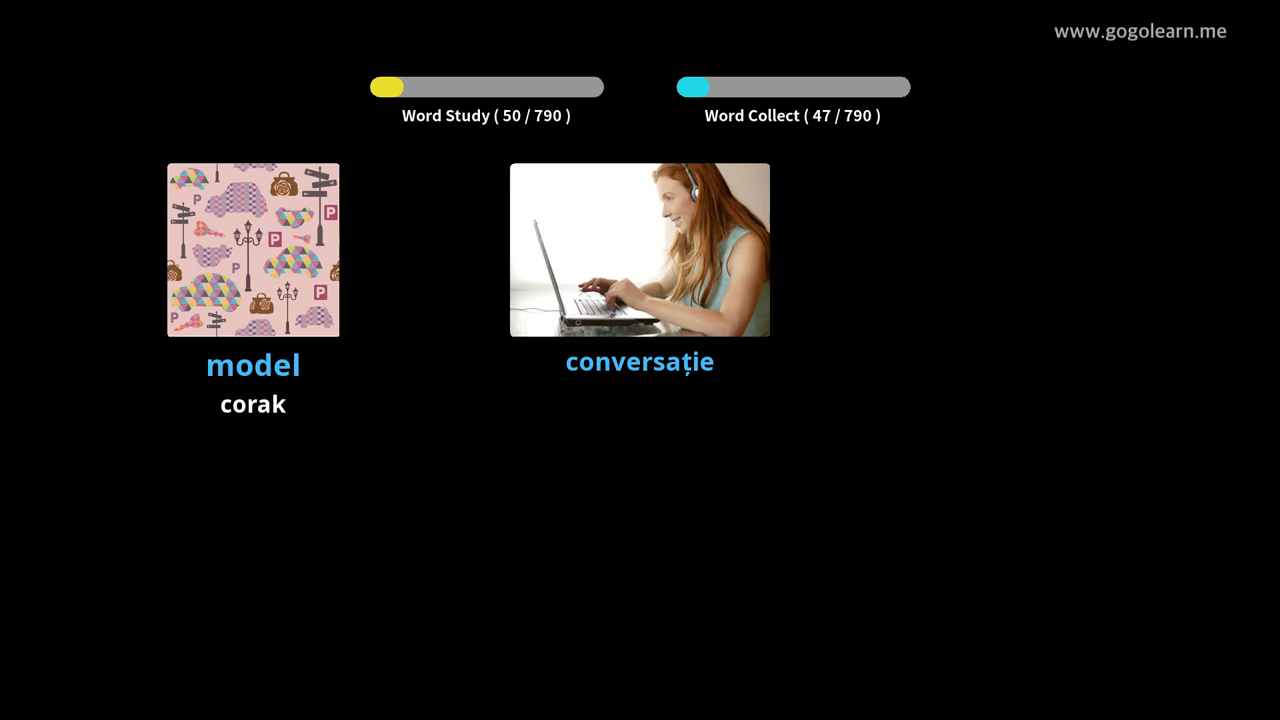 www.gogolearn.me
Word Study ( 50 / 790 )
Word Collect ( 47 / 790 )
P
P
P
P
P
P
model
corak
conversație